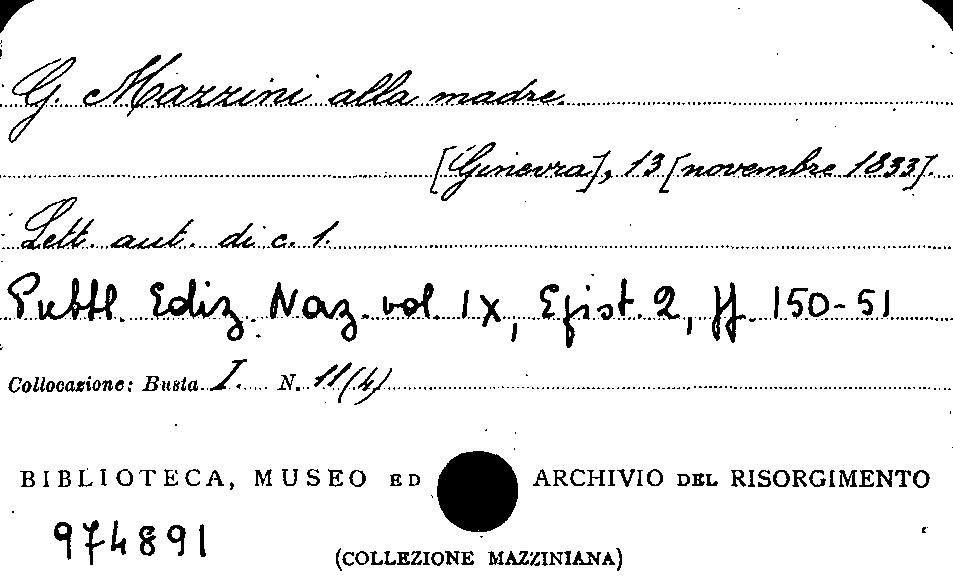 G. Mazzini alla madre.
[Ginevra], 13 [novembre 1833].
Lett. aut. di c. 1.
Pubbl. Ediz. Naz. vol. IX, Epist. 2, pp. 150-51
Collocazione: Busta I. N. 11(4)
BIBLIOTECA, MUSEO ED ARCHIVIO DEL RISORGIMENTO
974891
(COLLEZIONE MAZZINIANA)